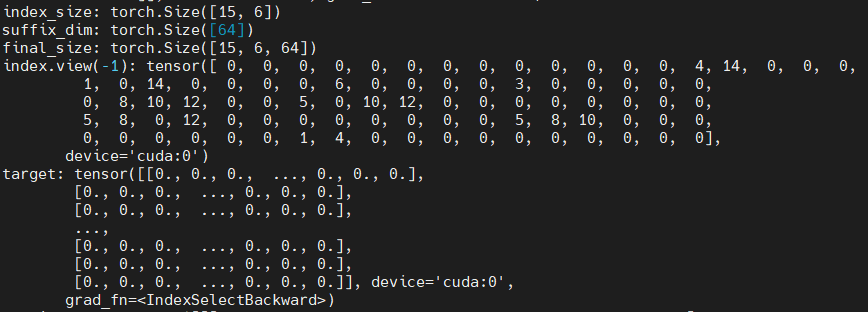 index_size: torch.Size([15, 6])
suffix_dim: torch.Size([64])
final_size: torch.Size([15, 6, 64])
index.view(-1): tensor([ 0, 0, 0, 0, 0, 0, 0, 0, 0, 0, 0, 0, 0, 4, 14, 0, 0, 0,
1, 0, 14, 0, 0, 0, 0, 6, 0, 0, 0, 0, 3, 0, 0, 0, 0, 0,
0, 8, 10, 12, 0, 0, 5, 0, 10, 12, 0, 0, 0, 0, 0, 0, 0, 0,
5, 8, 0, 12, 0, 0, 0, 0, 0, 0, 0, 0, 5, 8, 10, 0, 0, 0,
0, 0, 0, 0, 0, 0, 1, 4, 0, 0, 0, 0, 0, 0, 0, 0, 0, 0],
device='cuda:0')
target: tensor([[0., 0., 0., ..., 0., 0., 0.],
[0., 0., 0., ..., 0., 0., 0.],
[0., 0., 0., ..., 0., 0., 0.],
...,
[0., 0., 0., ..., 0., 0., 0.],
[0., 0., 0., ..., 0., 0., 0.],
[0., 0., 0., ..., 0., 0., 0.]], device='cuda:0',
grad_fn=<IndexSelectBackward>)